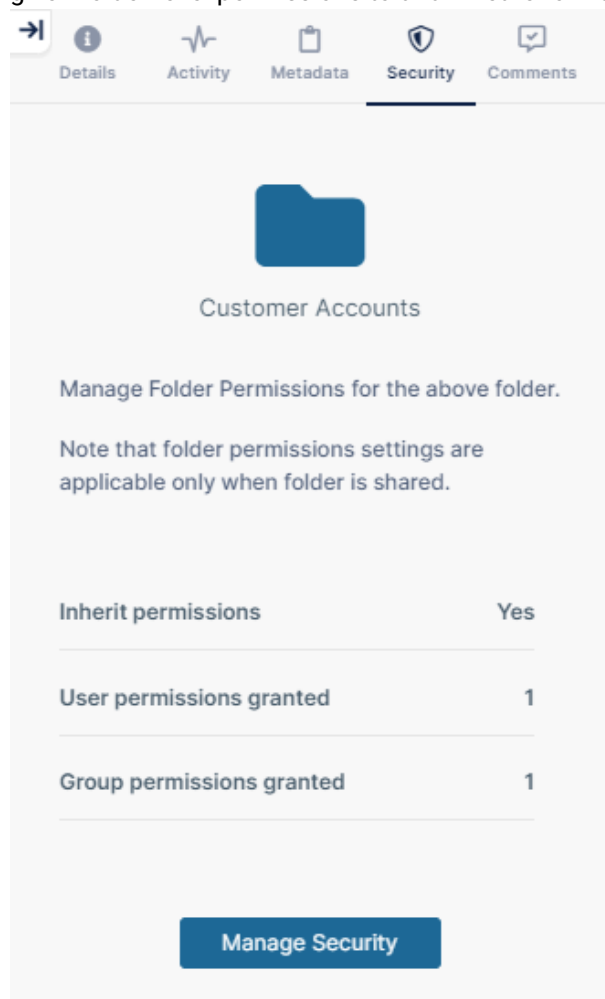 Details Activity Metadata Security Comments
Customer Accounts
Manage Folder Permissions for the above folder.
Note that folder permissions settings are
applicable only when folder is shared.
Inherit permissions Yes
User permissions granted 1
Group permissions granted 1
Manage Security